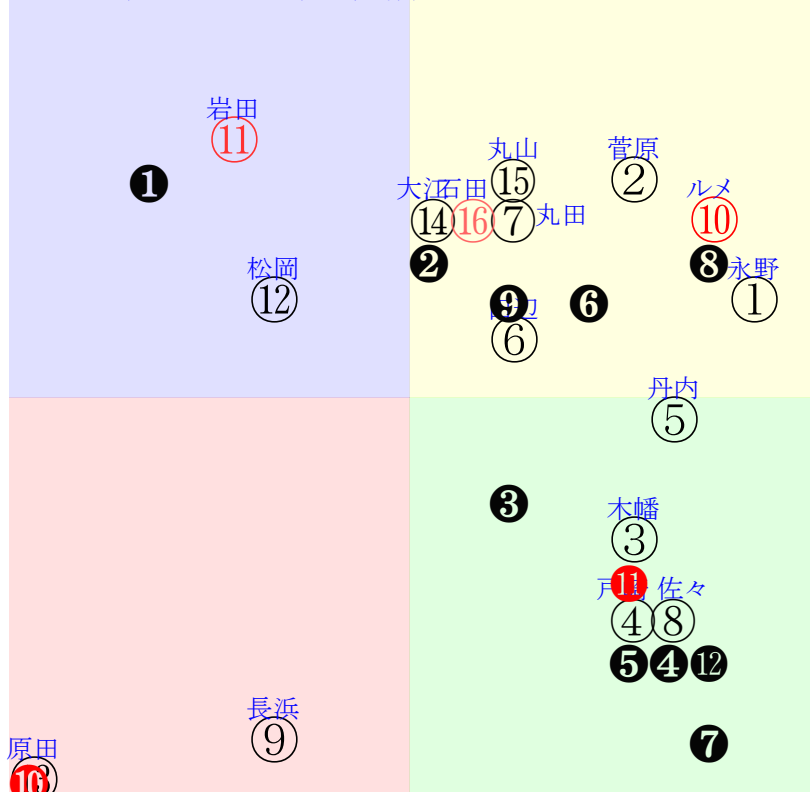 岩田
⑪
❶
松岡
⑫
丸山
⑮
菅原
②
大江
石田
ルメ
⑭
⑯
⑦
丸田
⑩
❷
❽
永野
①
❾
❻
⑥
丹内
⑤
❸
木幡
③
⓫
佐々
④
⑧
❺
❹
⓬
❼
長浜
⑨
原田
❿